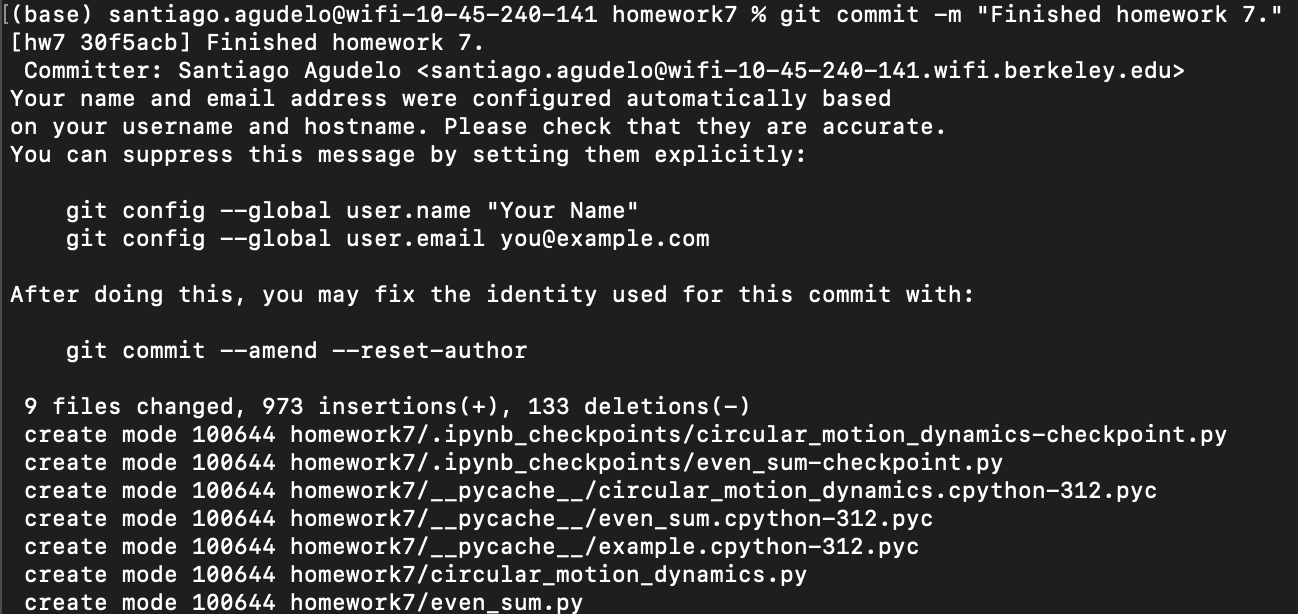 [(base) santiago.agudelo@wifi-10-45-240-141 homework7 % git commit -m "Finished homework 7."
[hw7 30f5acb] Finished homework 7.
 Committer: Santiago Agudelo <santiago.agudelo@wifi-10-45-240-141.wifi.berkeley.edu>
Your name and email address were configured automatically based
on your username and hostname. Please check that they are accurate.
You can suppress this message by setting them explicitly:

    git config --global user.name "Your Name"
    git config --global user.email you@example.com

After doing this, you may fix the identity used for this commit with:

    git commit --amend --reset-author

 9 files changed, 973 insertions(+), 133 deletions(-)
 create mode 100644 homework7/.ipynb_checkpoints/circular_motion_dynamics-checkpoint.py
 create mode 100644 homework7/.ipynb_checkpoints/even_sum-checkpoint.py
 create mode 100644 homework7/__pycache__/circular_motion_dynamics.cpython-312.pyc
 create mode 100644 homework7/__pycache__/even_sum.cpython-312.pyc
 create mode 100644 homework7/__pycache__/example.cpython-312.pyc
 create mode 100644 homework7/circular_motion_dynamics.py
 create mode 100644 homework7/even_sum.py